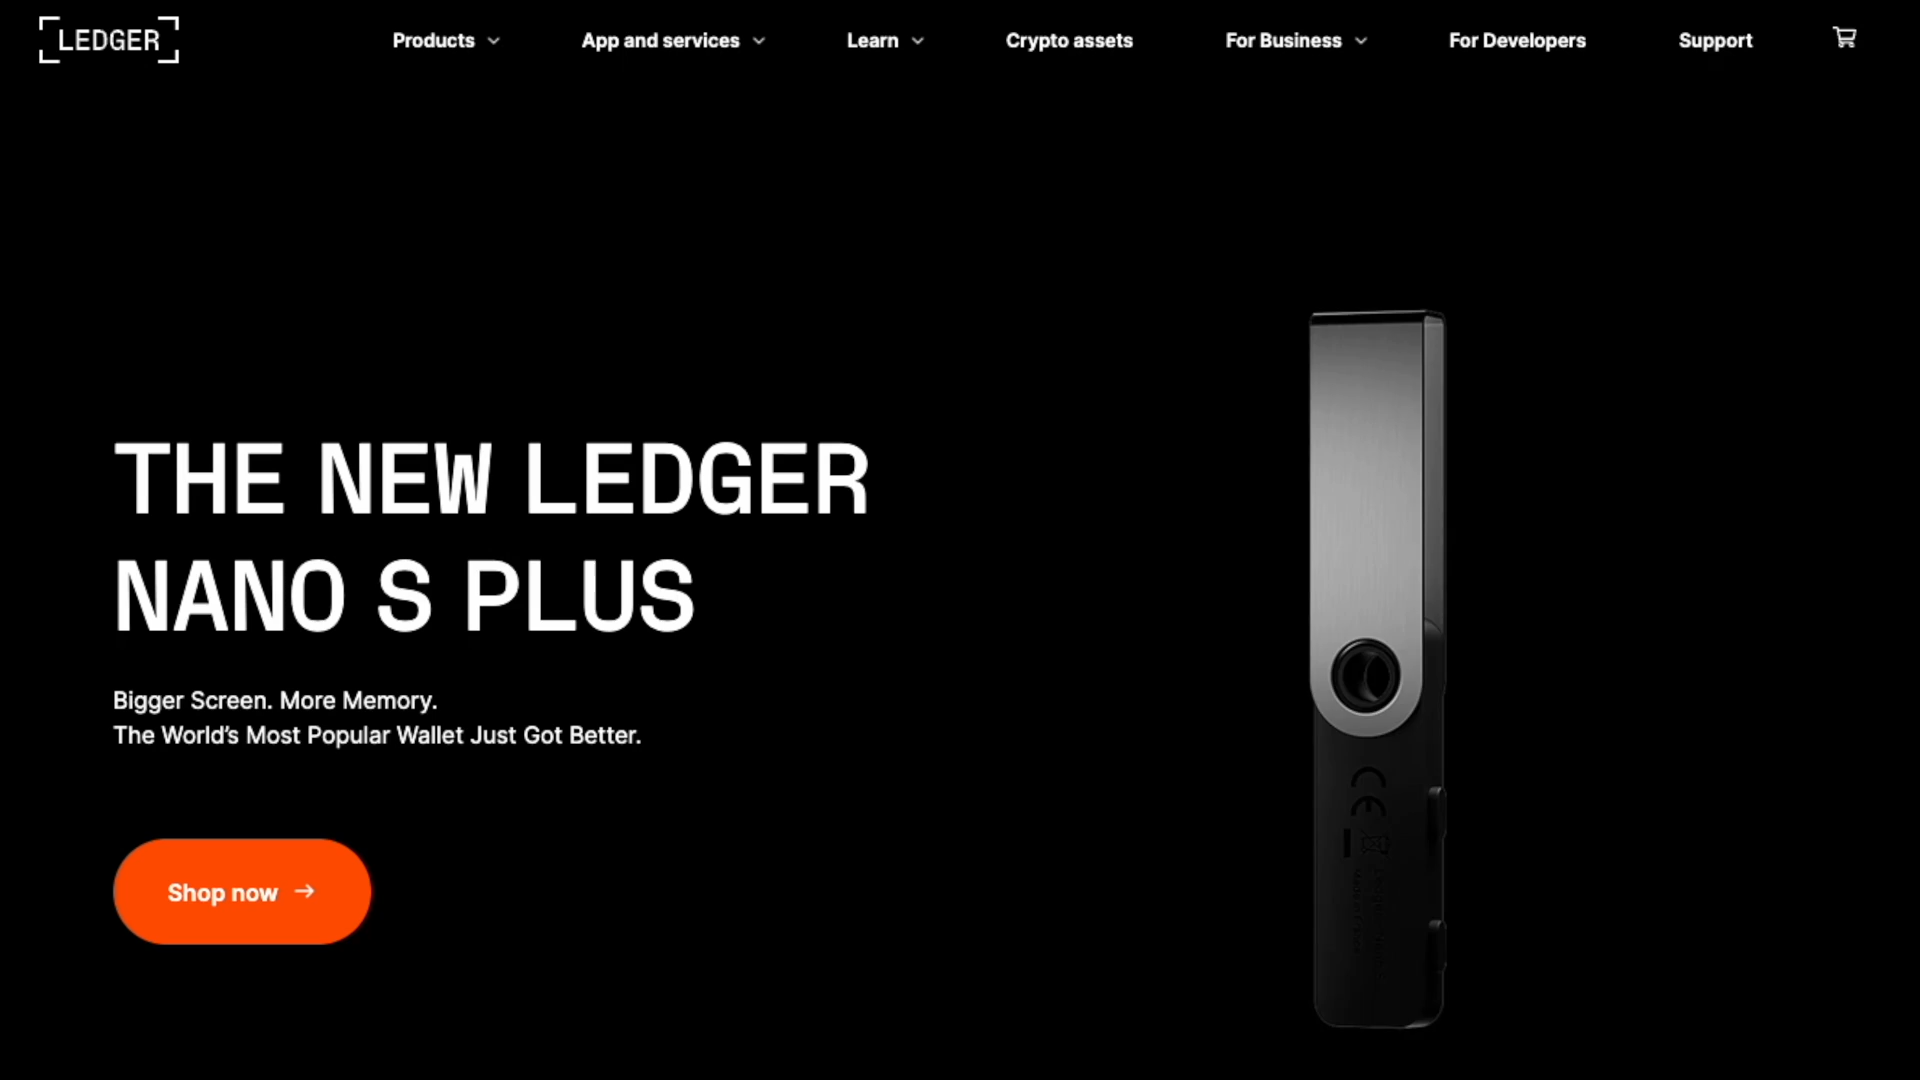 LEDGER
Products
App and services
Learn
Crypto assets
For Business
For Developers
Support
THE NEW LEDGER
NANO S PLUS
Bigger Screen. More Memory.
The World's Most Popular Wallet Just Got Better.
Shop now →
CE